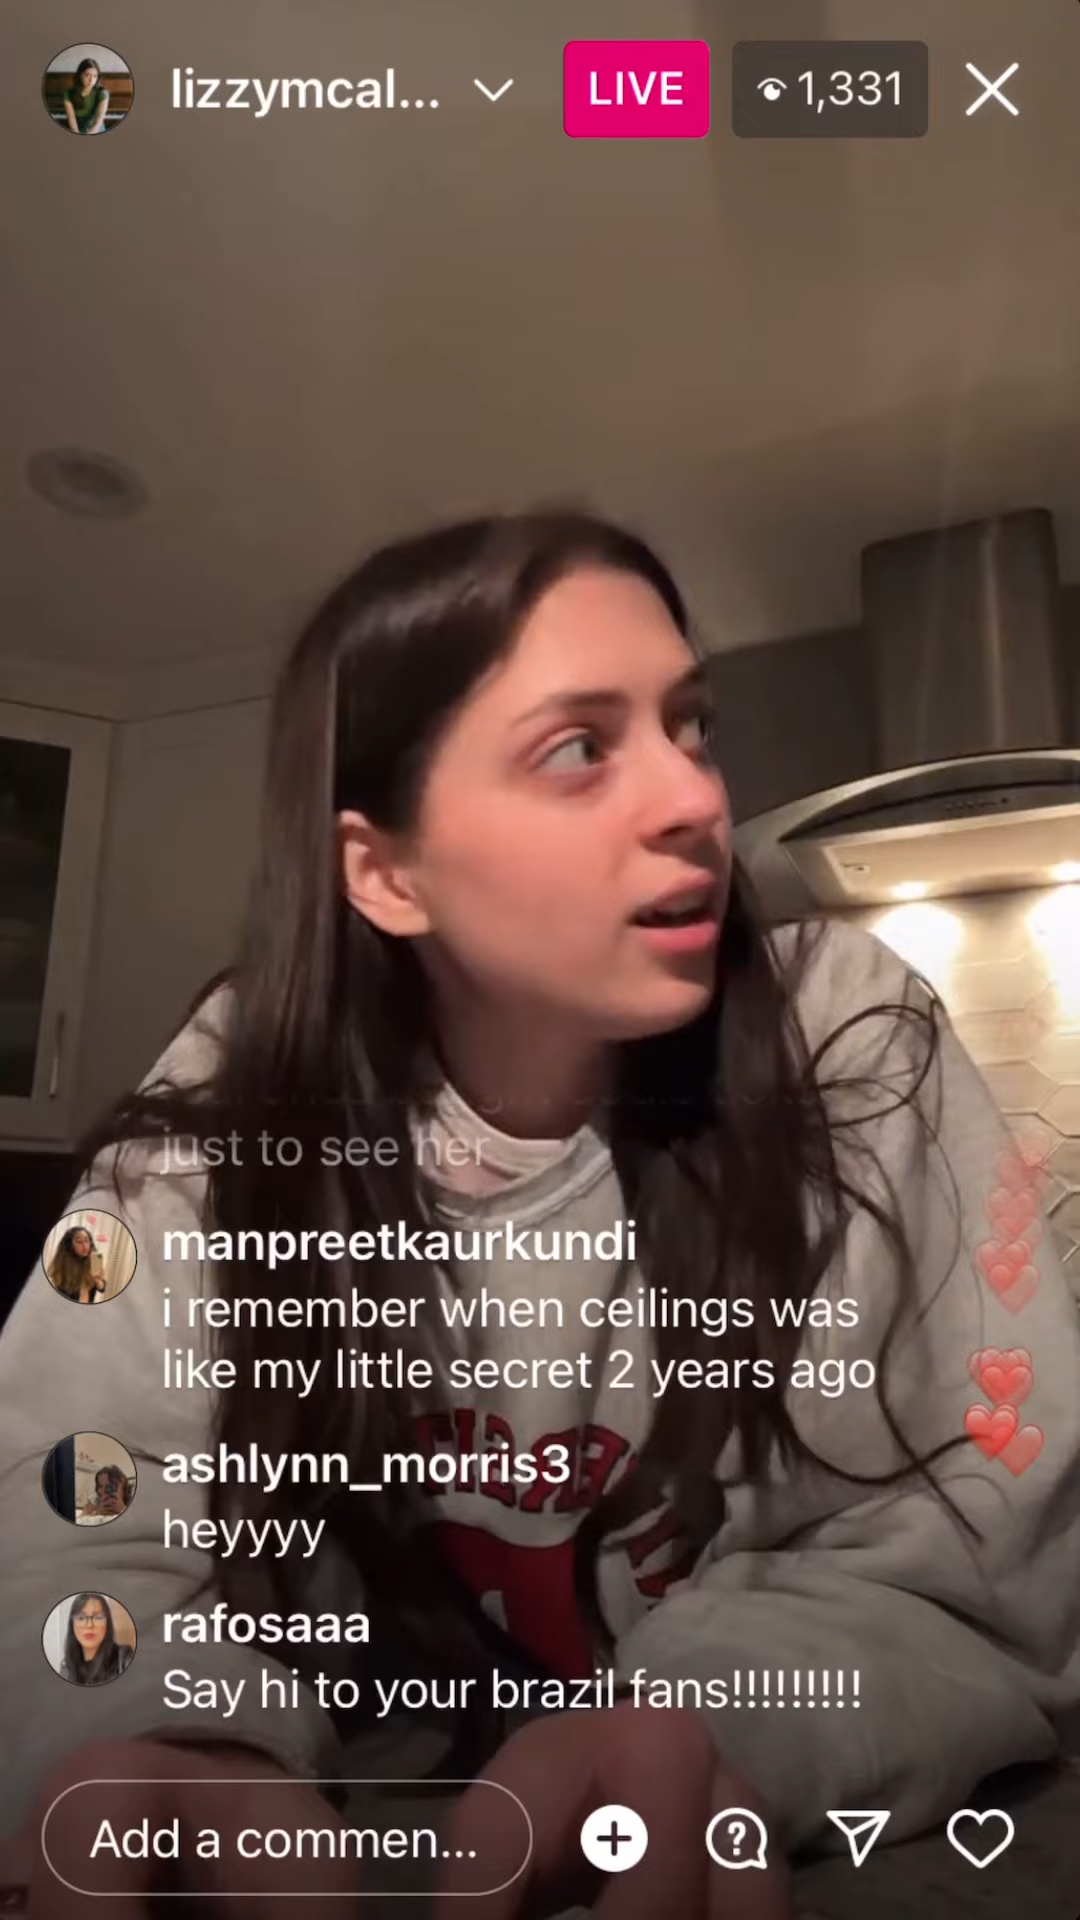 lizzymcal...
LIVE
1,331
just to see her
manpreetkaurkundi
i remember when ceilings was
like my little secret 2 years ago
ashlynn_morris3
heyyyy
rafosaaa
Say hi to your brazil fans!!!!!!!!!
Add a commen...